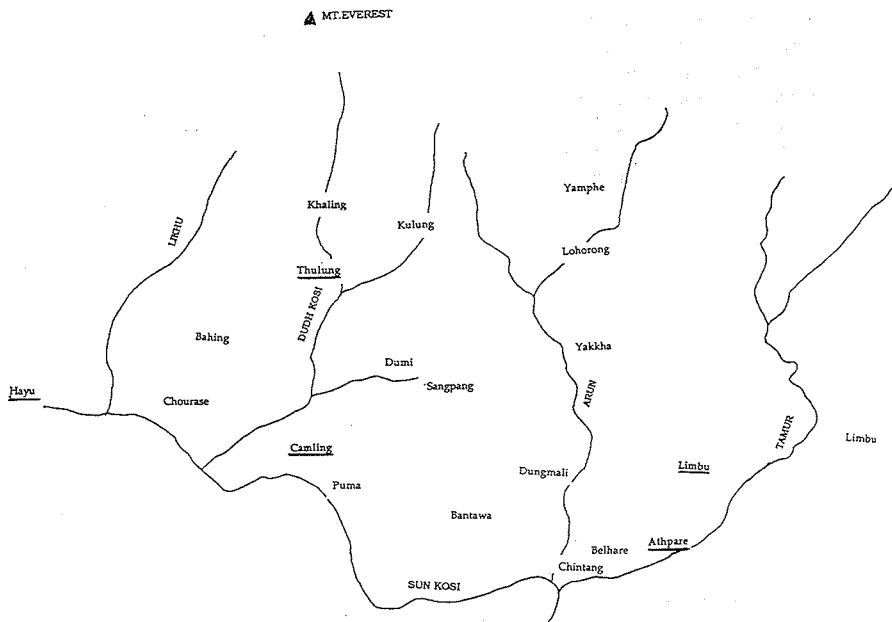 MT.EVEREST
Yamphe
Khaling
Kulung
LIKHU
Lohorong
Thulung
DUDH KOSI
Bahing
Yakkha
Dumi
Sangpang
Hayu
Chourase
ARUN
TAMUR
Limbu
Camling
Dungmali
Limbu
Puma
Bantawa
Athpare
Belhare
Chintang
SUN KOSI